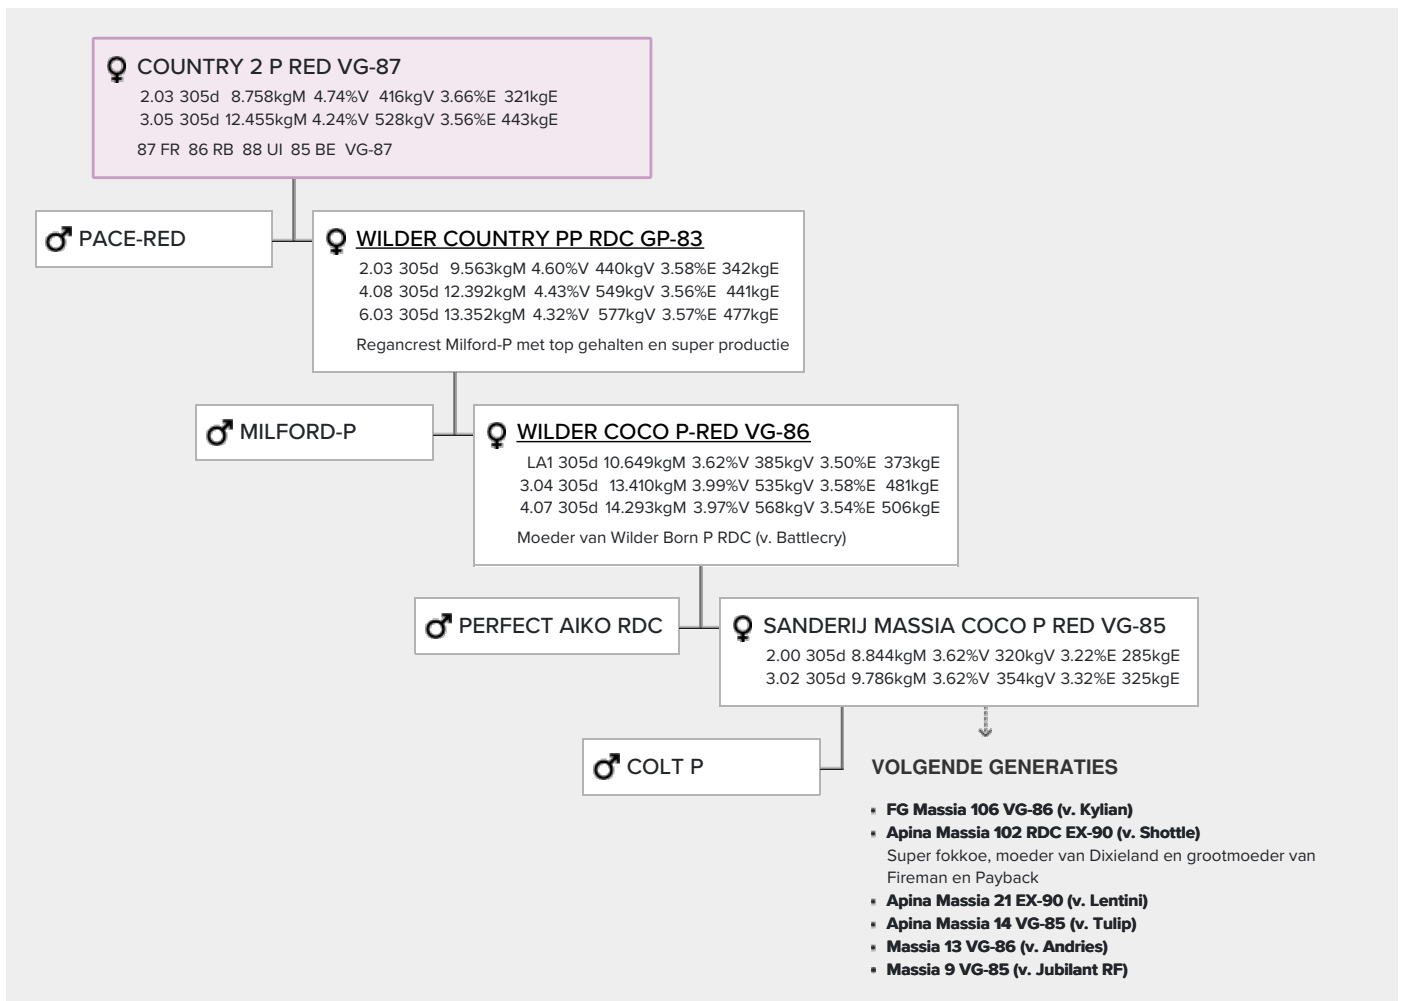 COUNTRY 2 P RED VG-87
2.03 305d 8.758kgM 4.74%V 416kgV 3.66%E 321kgE
3.05 305d 12.455kgM 4.24%V 528kgV 3.56%E 443kgE
87 FR 86 RB 88 UI 85 BE VG-87
PACE-RED
WILDER COUNTRY PP RDC GP-83
2.03 305d 9.563kgM 4.60%V 440kgV 3.58%E 342kgE
4.08 305d 12.392kgM 4.43%V 549kgV 3.56%E 441kgE
6.03 305d 13.352kgM 4.32%V 577kgV 3.57%E 477kgE
Regancrest Milford-P met top gehalten en super productie
MILFORD-P
WILDER COCO P-RED VG-86
LA1 305d 10.649kgM 3.62%V 385kgV 3.50%E 373kgE
3.04 305d 13.410kgM 3.99%V 535kgV 3.58%E 481kgE
4.07 305d 14.293kgM 3.97%V 568kgV 3.54%E 506kgE
Moeder van Wilder Born P RDC (v. Battlecry)
PERFECT AIKO RDC
SANDERIJ MASSIA COCO P RED VG-85
2.00 305d 8.844kgM 3.62%V 320kgV 3.22%E 285kgE
3.02 305d 9.786kgM 3.62%V 354kgV 3.32%E 325kgE
COLT P
VOLGENDE GENERATIES
FG Massia 106 VG-86 (v. Kylian)
Apina Massia 102 RDC EX-90 (v. Shottle)
Super fokkoe, moeder van Dixieland en grootmoeder van
Fireman en Payback
Apina Massia 21 EX-90 (v. Lentini)
Apina Massia 14 VG-85 (v. Tulip)
Massia 13 VG-86 (v. Andries)
Massia 9 VG-85 (v. Jubilant RF)